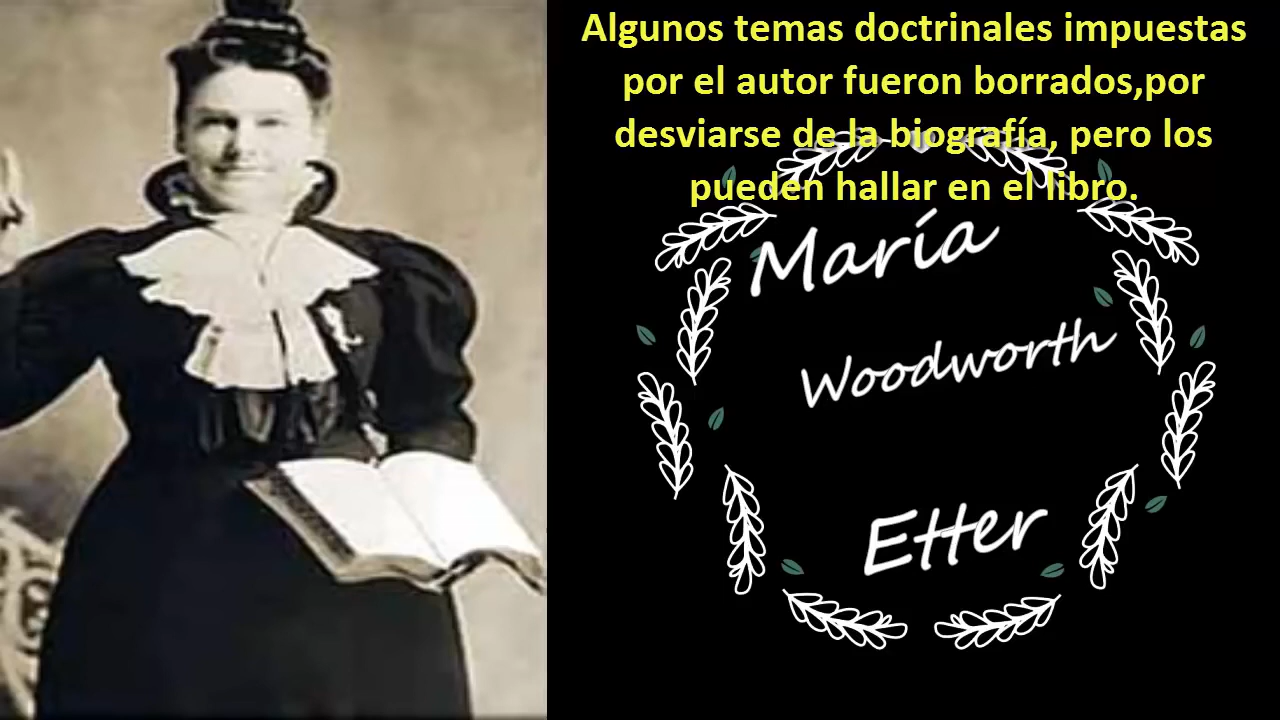 Algunos temas doctrinales impuestas
por el autor fueron borrados,por
desviarse de la biografía, pero los
pueden hallar en el libro.
María
Woodworth
Etter